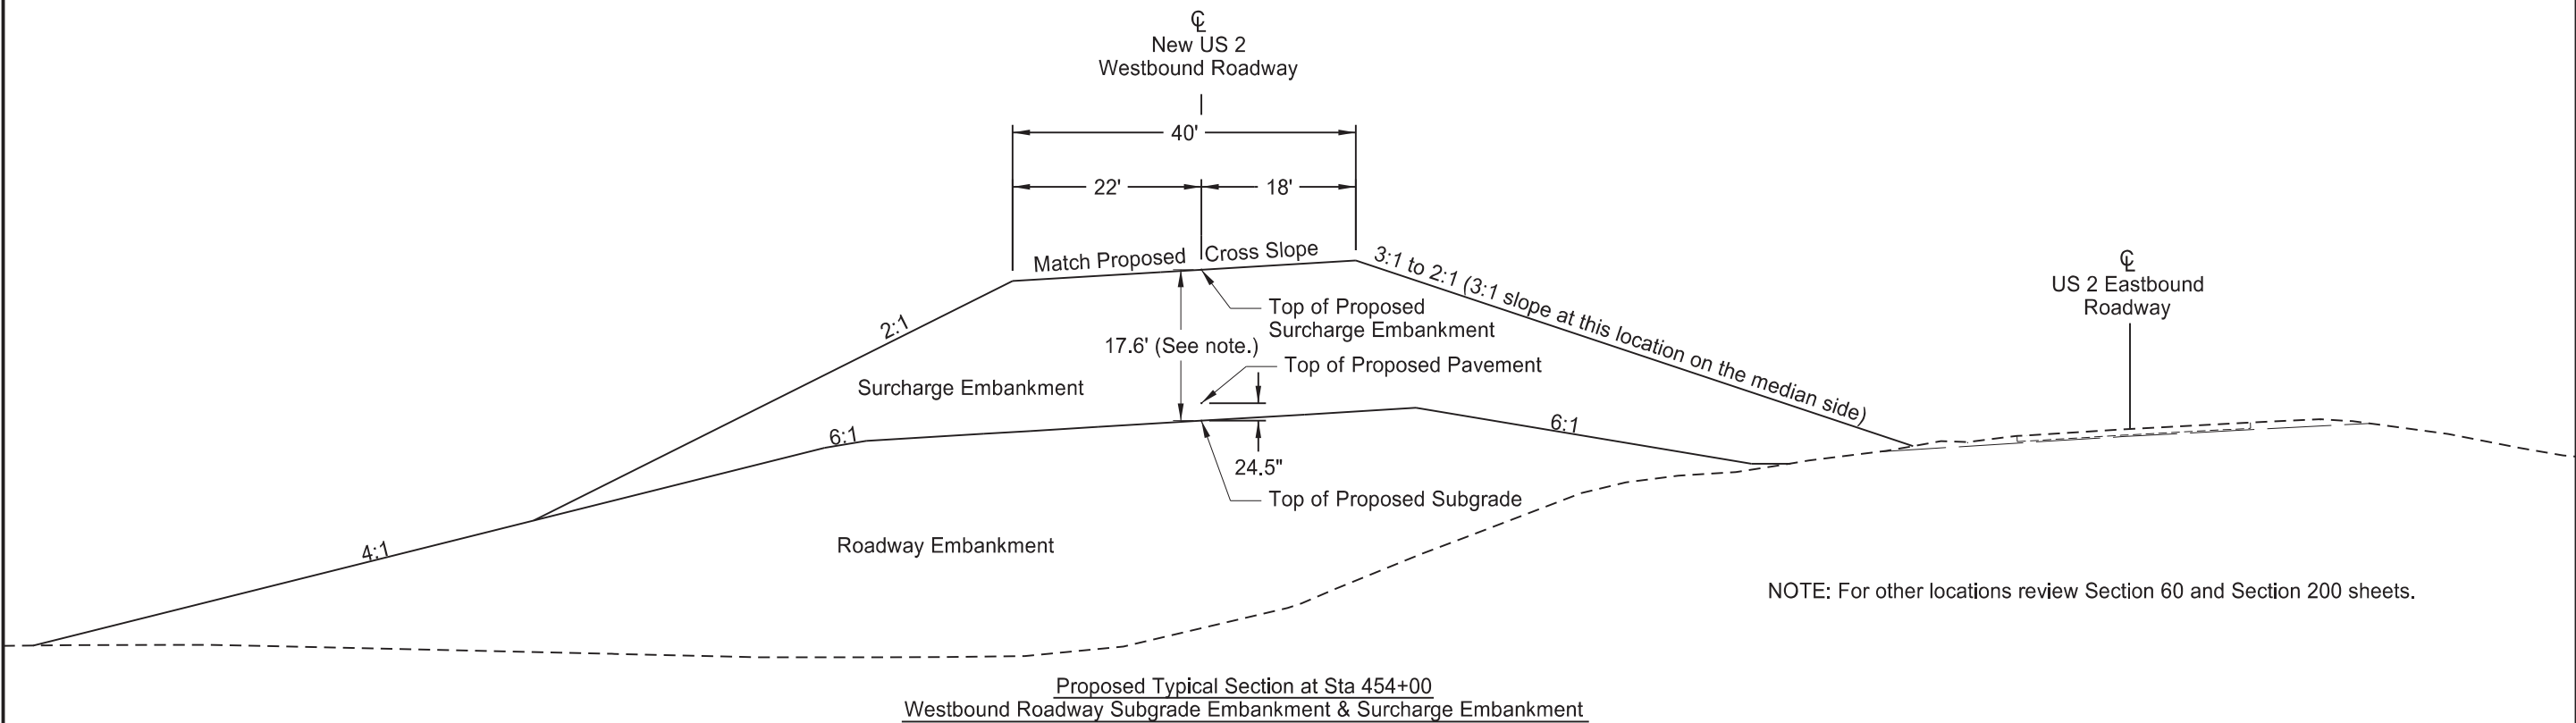 ℄
New US 2
Westbound Roadway
40'
22'
18'
Match Proposed Cross Slope
3:1 to 2:1 (3:1 slope at this location on the median side)
℄
US 2 Eastbound
Roadway
2:1
Top of Proposed
Surcharge Embankment
17.6' (See note.)
Top of Proposed Pavement
Surcharge Embankment
6:1
6:1
24.5"
Top of Proposed Subgrade
4:1
Roadway Embankment
NOTE: For other locations review Section 60 and Section 200 sheets.
Proposed Typical Section at Sta 454+00
Westbound Roadway Subgrade Embankment & Surcharge Embankment